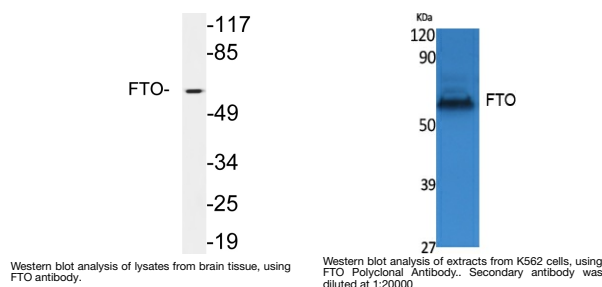 -117
-85
FTO-
-49
-34
-25
-19
Western blot analysis of lysates from brain tissue, using
FTO antibody.
KDa
120
90
FTO
50
39
27
Western blot analysis of extracts from K562 cells, using
FTO Polyclonal Antibody.. Secondary antibody was
diluted at 1:20000